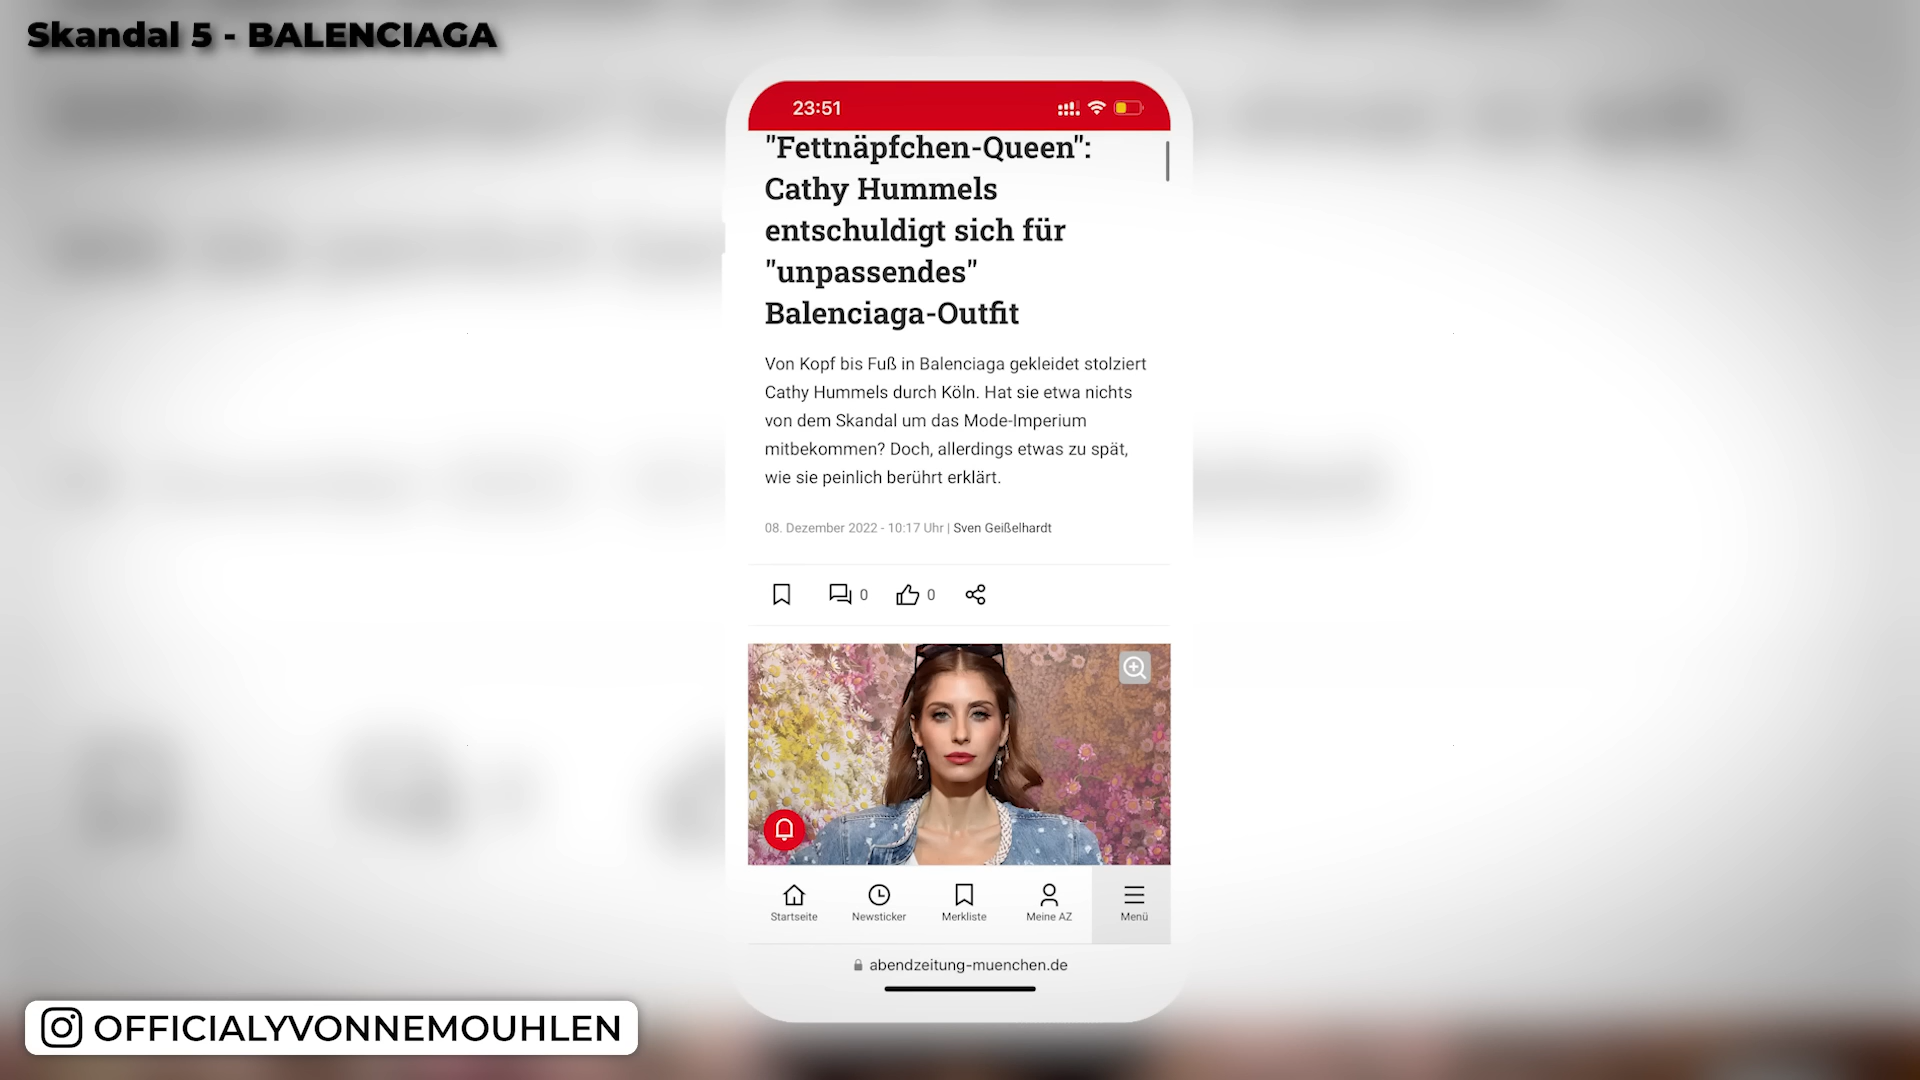 Skandal 5 - BALENCIAGA
23:51
"Fettnäpfchen-Queen":
Cathy Hummels
entschuldigt sich für
"unpassendes"
Balenciaga-Outfit
Von Kopf bis Fuß in Balenciaga gekleidet stolziert
Cathy Hummels durch Köln. Hat sie etwa nichts
von dem Skandal um das Mode-Imperium
mitbekommen? Doch, allerdings etwas zu spät,
wie sie peinlich berührt erklärt.
08. Dezember 2022 - 10:17 Uhr | Sven Geißelhardt
0 0
Startseite Newsticker Merkliste Meine AZ Menü
abendzeitung-muenchen.de
OFFICIALYVONNEMOUHLEN